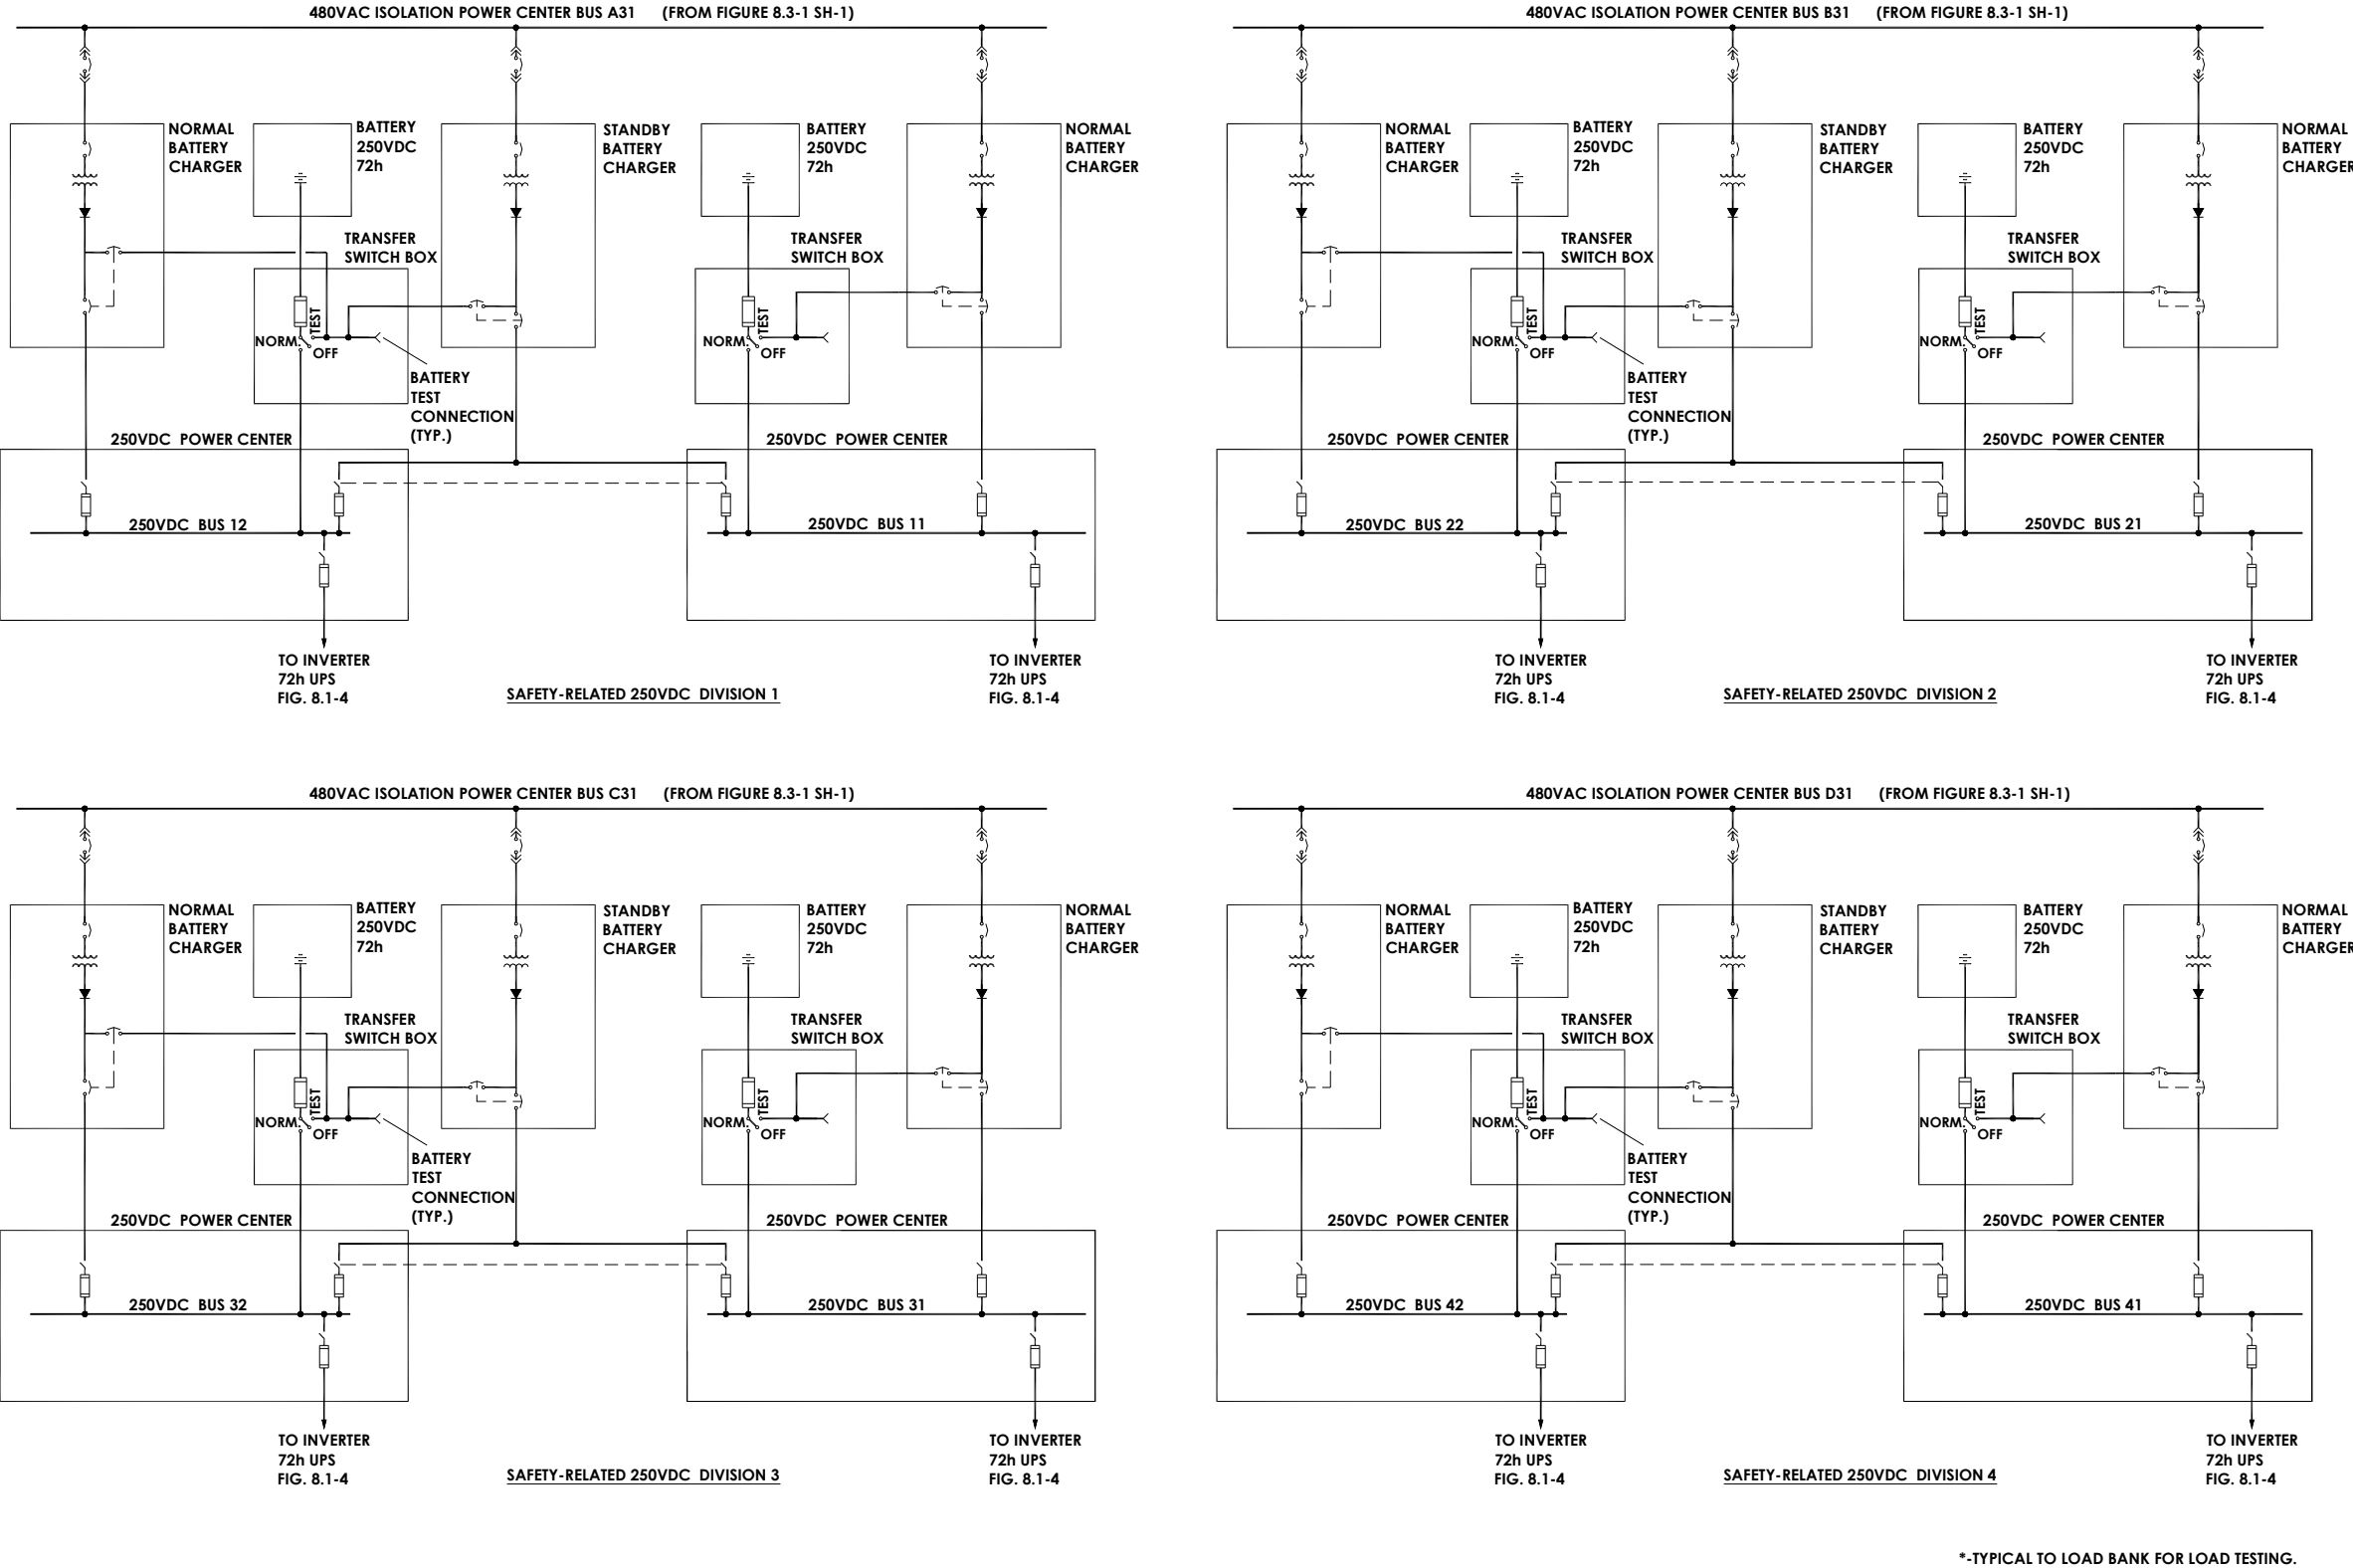 480VAC ISOLATION POWER CENTER BUS A31 (FROM FIGURE 8.3-1 SH-1)
NORMAL
BATTERY
CHARGER
BATTERY
250VDC
72h
STANDBY
BATTERY
CHARGER
BATTERY
250VDC
72h
NORMAL
BATTERY
CHARGER
TRANSFER
SWITCH BOX
TRANSFER
SWITCH BOX
TEST
NORM.
OFF
TEST
NORM.
OFF
BATTERY
TEST
CONNECTION
(TYP.)
250VDC POWER CENTER
250VDC POWER CENTER
250VDC BUS 12
250VDC BUS 11
TO INVERTER
72h UPS
FIG. 8.1-4
SAFETY-RELATED 250VDC DIVISION 1
TO INVERTER
72h UPS
FIG. 8.1-4
480VAC ISOLATION POWER CENTER BUS B31 (FROM FIGURE 8.3-1 SH-1)
NORMAL
BATTERY
CHARGER
BATTERY
250VDC
72h
STANDBY
BATTERY
CHARGER
BATTERY
250VDC
72h
NORMAL
BATTERY
CHARGER
TRANSFER
SWITCH BOX
TRANSFER
SWITCH BOX
TEST
NORM.
OFF
TEST
NORM.
OFF
BATTERY
TEST
CONNECTION
(TYP.)
250VDC POWER CENTER
250VDC POWER CENTER
250VDC BUS 22
250VDC BUS 21
TO INVERTER
72h UPS
FIG. 8.1-4
SAFETY-RELATED 250VDC DIVISION 2
TO INVERTER
72h UPS
FIG. 8.1-4
480VAC ISOLATION POWER CENTER BUS C31 (FROM FIGURE 8.3-1 SH-1)
NORMAL
BATTERY
CHARGER
BATTERY
250VDC
72h
STANDBY
BATTERY
CHARGER
BATTERY
250VDC
72h
NORMAL
BATTERY
CHARGER
TRANSFER
SWITCH BOX
TRANSFER
SWITCH BOX
TEST
NORM.
OFF
TEST
NORM.
OFF
BATTERY
TEST
CONNECTION
(TYP.)
250VDC POWER CENTER
250VDC POWER CENTER
250VDC BUS 32
250VDC BUS 31
TO INVERTER
72h UPS
FIG. 8.1-4
SAFETY-RELATED 250VDC DIVISION 3
TO INVERTER
72h UPS
FIG. 8.1-4
480VAC ISOLATION POWER CENTER BUS D31 (FROM FIGURE 8.3-1 SH-1)
NORMAL
BATTERY
CHARGER
BATTERY
250VDC
72h
STANDBY
BATTERY
CHARGER
BATTERY
250VDC
72h
NORMAL
BATTERY
CHARGER
TRANSFER
SWITCH BOX
TRANSFER
SWITCH BOX
TEST
NORM.
OFF
TEST
NORM.
OFF
BATTERY
TEST
CONNECTION
(TYP.)
250VDC POWER CENTER
250VDC POWER CENTER
250VDC BUS 42
250VDC BUS 41
TO INVERTER
72h UPS
FIG. 8.1-4
SAFETY-RELATED 250VDC DIVISION 4
TO INVERTER
72h UPS
FIG. 8.1-4
*-TYPICAL TO LOAD BANK FOR LOAD TESTING.